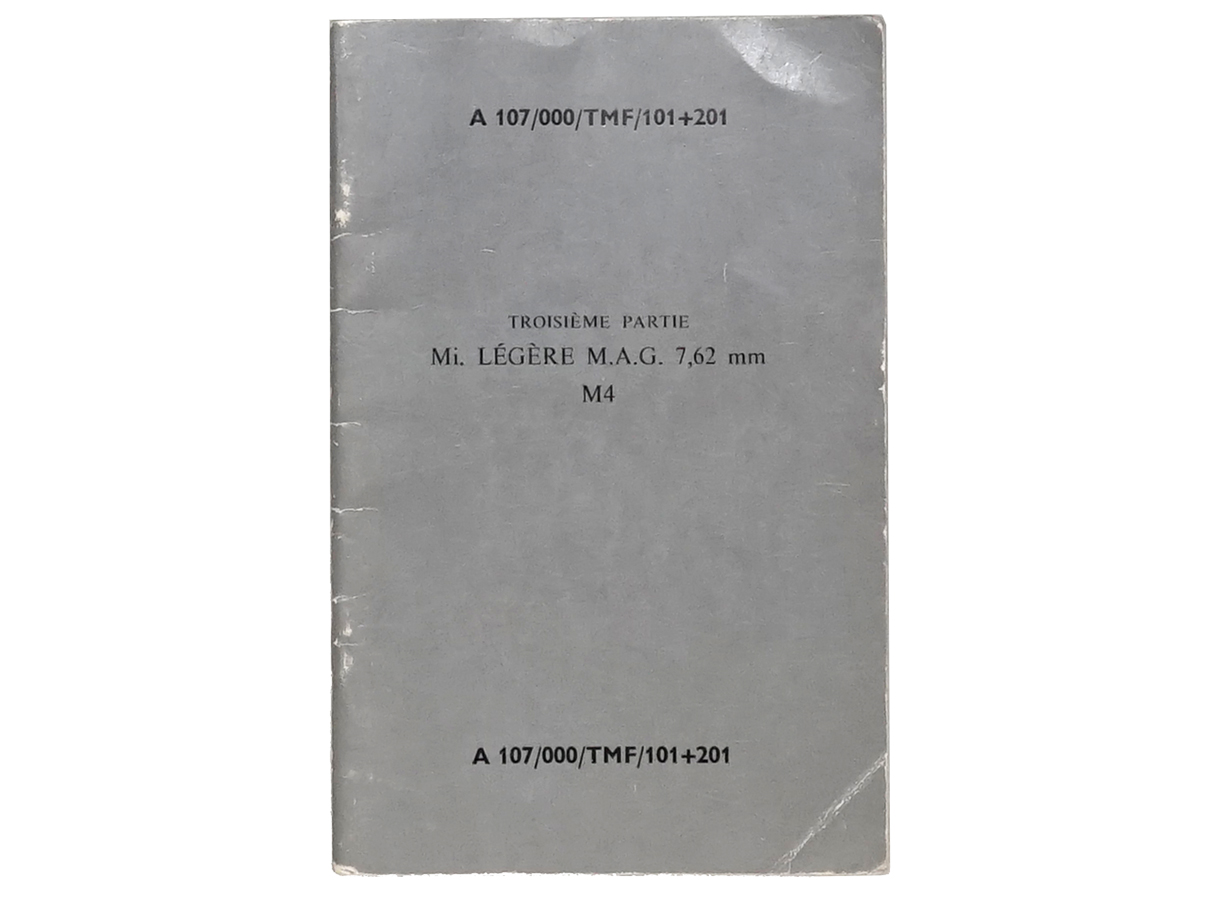 A 107/000/TMF/101+201
TROISIÈME PARTIE
Mi. LÉGÈRE M.A.G. 7,62 mm
M4
A 107/000/TMF/101+201